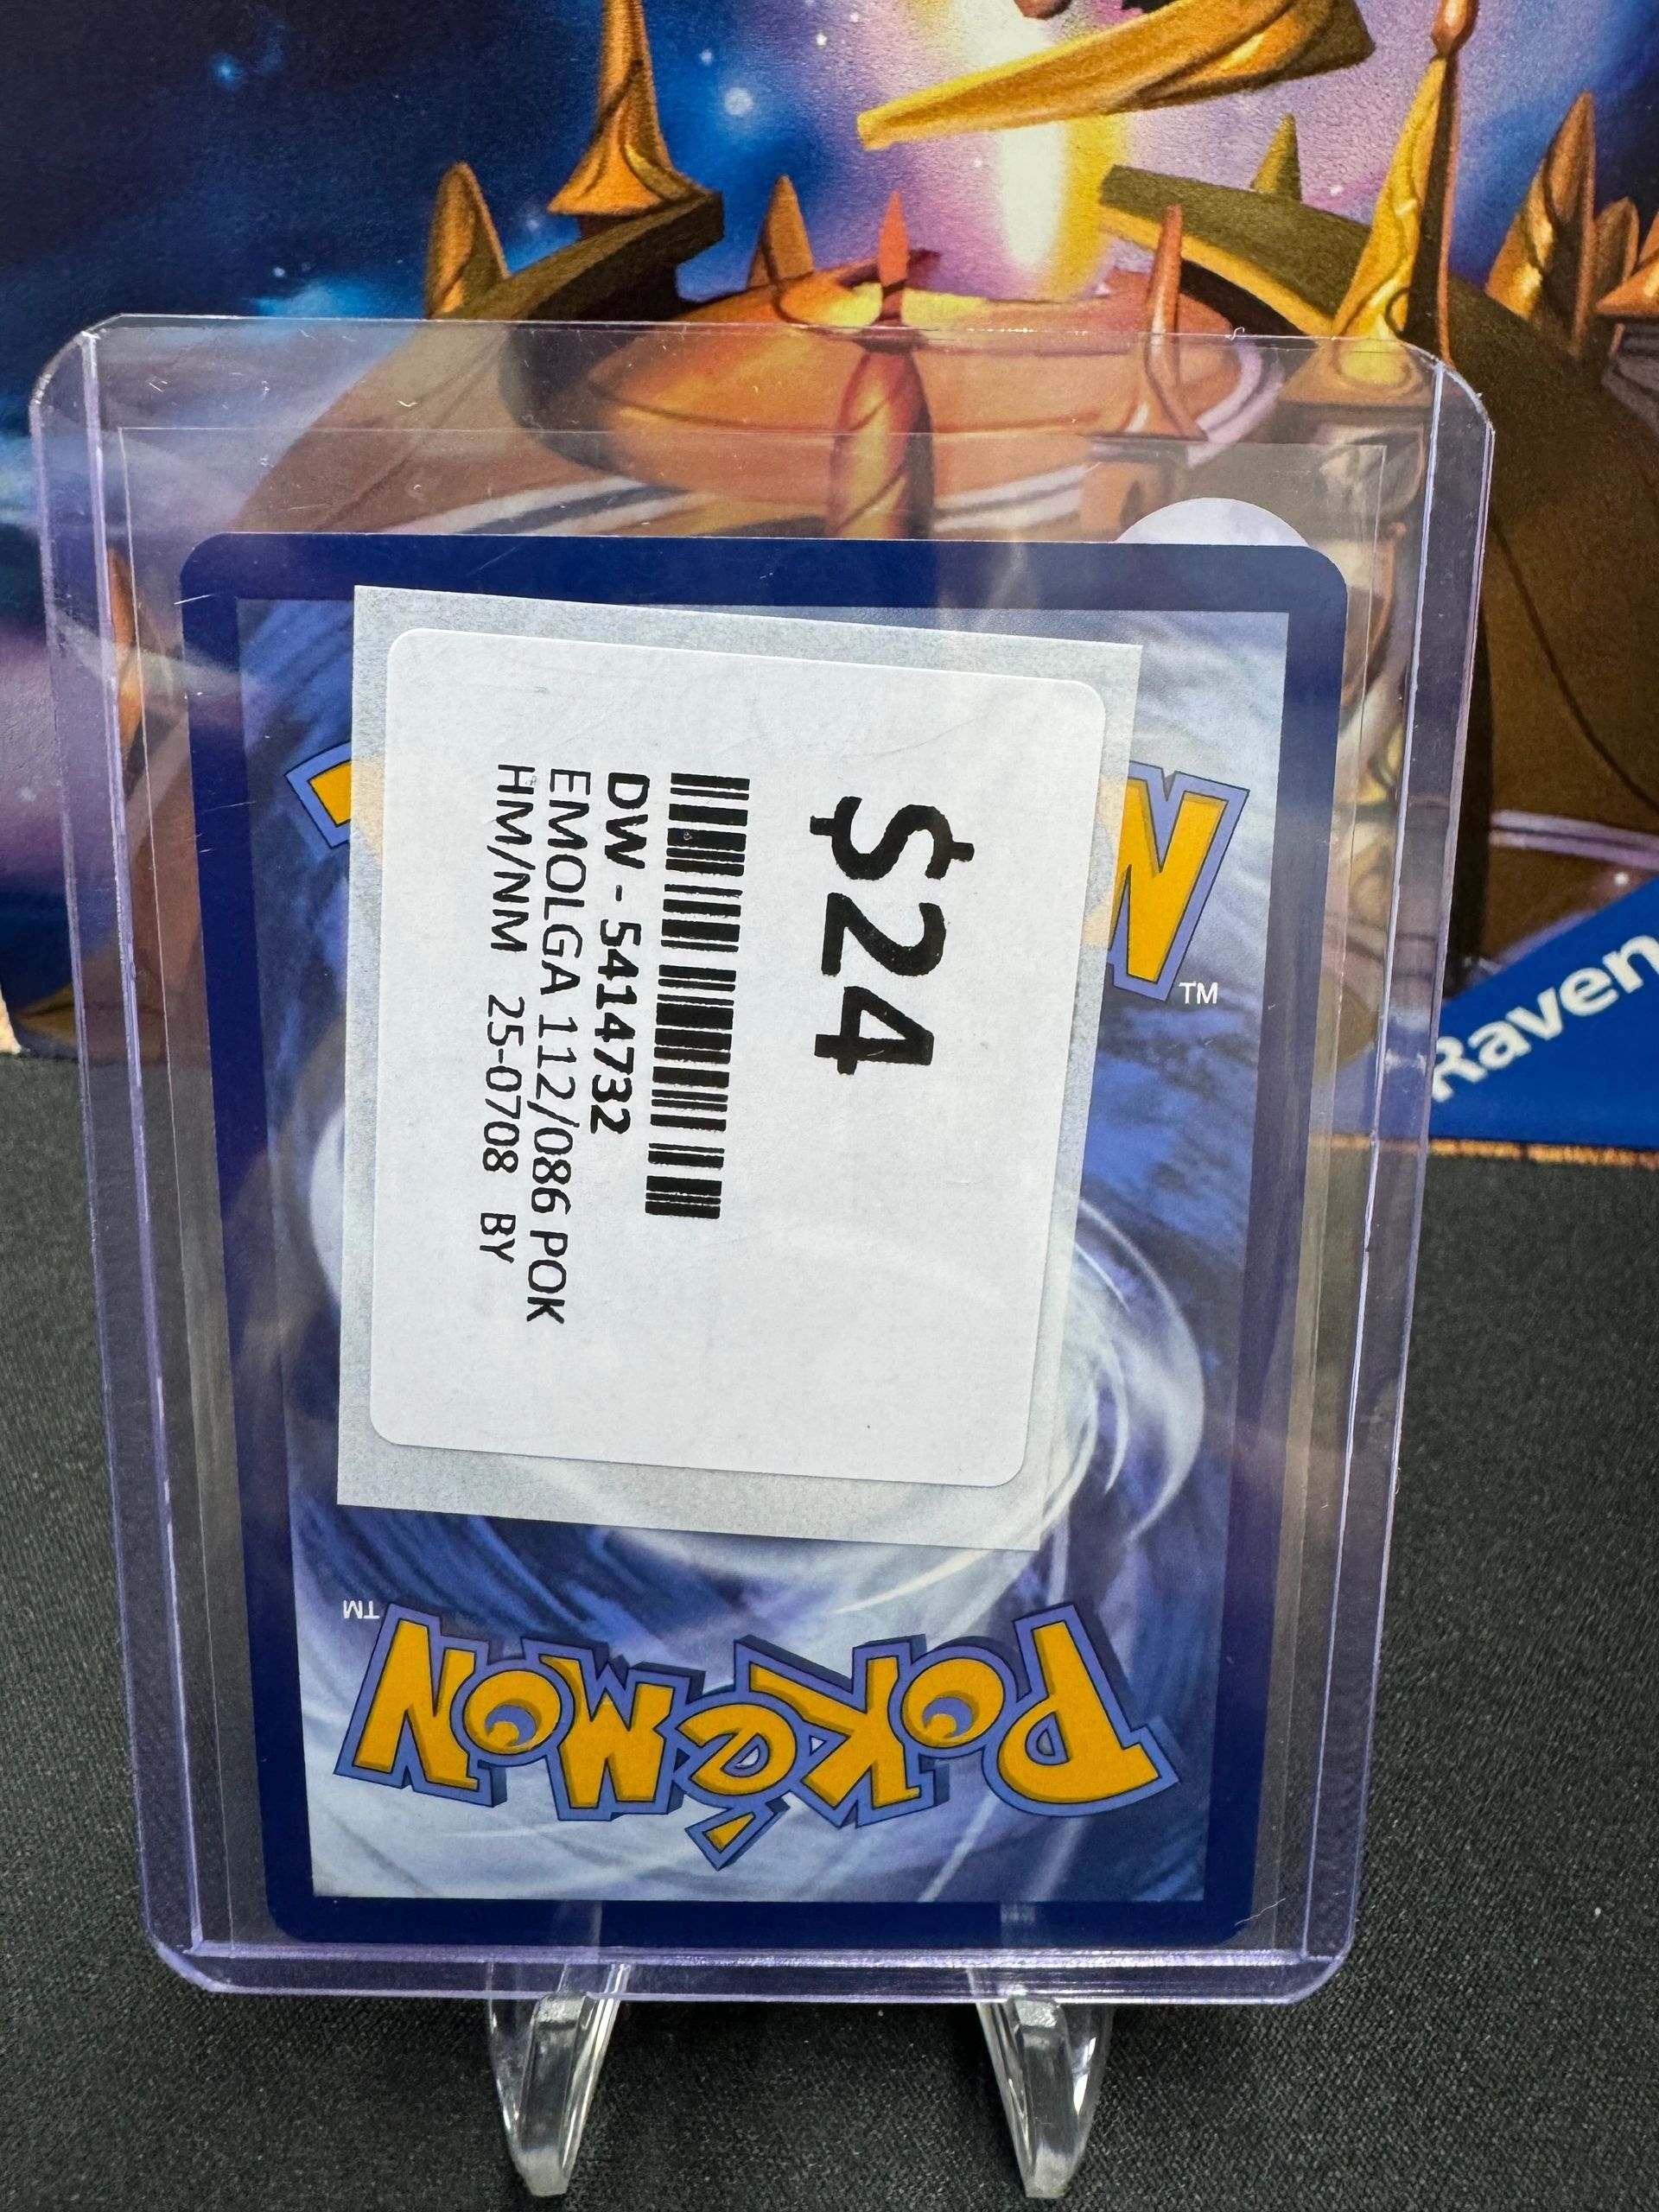 $24
DW - 5414732
EMOLGA 112/086 POK
HM/NM 25-0708 BY
N
TM
POKéMON
TM
Raven